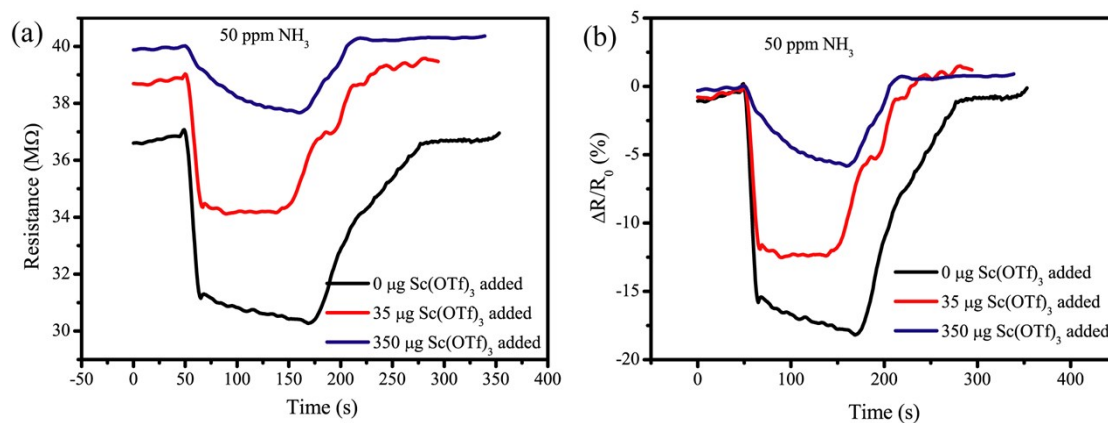 (a)
50 ppm NH₃
Resistance (MΩ)
40
38
36
34
32
30
0 μg Sc(OTf)₃ added
35 μg Sc(OTf)₃ added
350 μg Sc(OTf)₃ added
-50 0 50 100 150 200 250 300 350 400
Time (s)
(b)
50 ppm NH₃
ΔR/R₀ (%)
5
0
-5
-10
-15
-20
0 μg Sc(OTf)₃ added
35 μg Sc(OTf)₃ added
350 μg Sc(OTf)₃ added
0 100 200 300 400
Time (s)